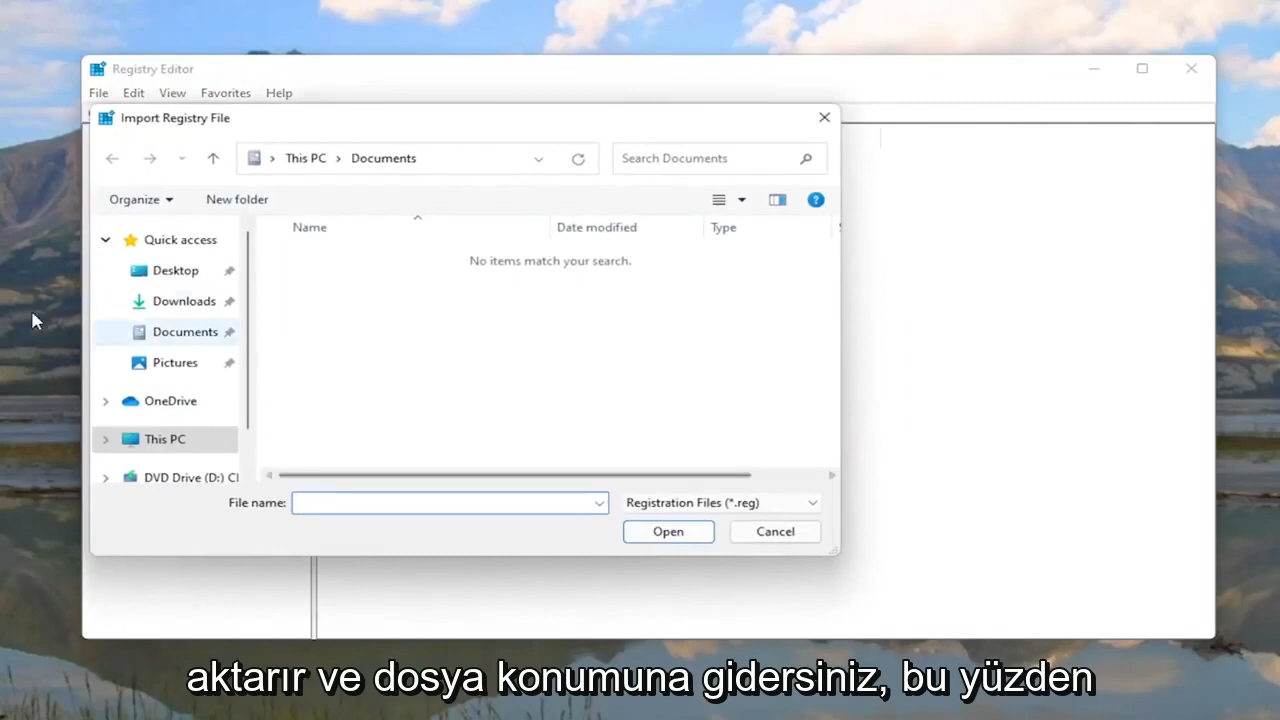 Registry Editor
File Edit View Favorites Help
Import Registry File
This PC Documents
Search Documents
Organize New folder
Name Date modified Type
No items match your search.
Quick access
Desktop
Downloads
Documents
Pictures
OneDrive
This PC
DVD Drive (D:)
File name: Registration Files (*.reg)
Open Cancel
aktarır ve dosya konumuna gidersiniz, bu yüzden